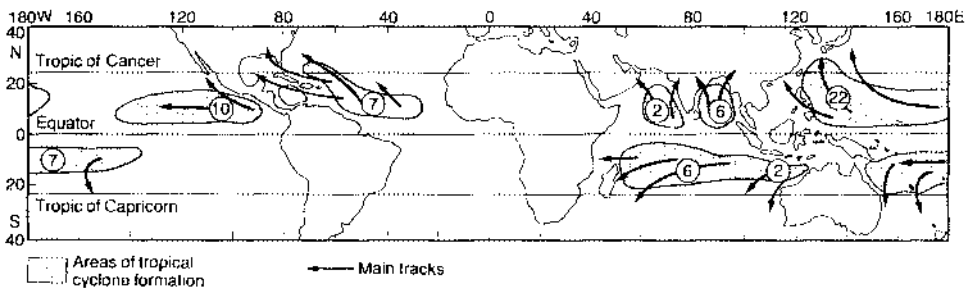 180W 120 80 40 0 40 80 120 160 180E
40
N
Tropic of Cancer
20
7
10
2
6
22
Equator
0
7
6
2
20
Tropic of Capricorn
S
40
Areas of tropical
cyclone formation
Main tracks